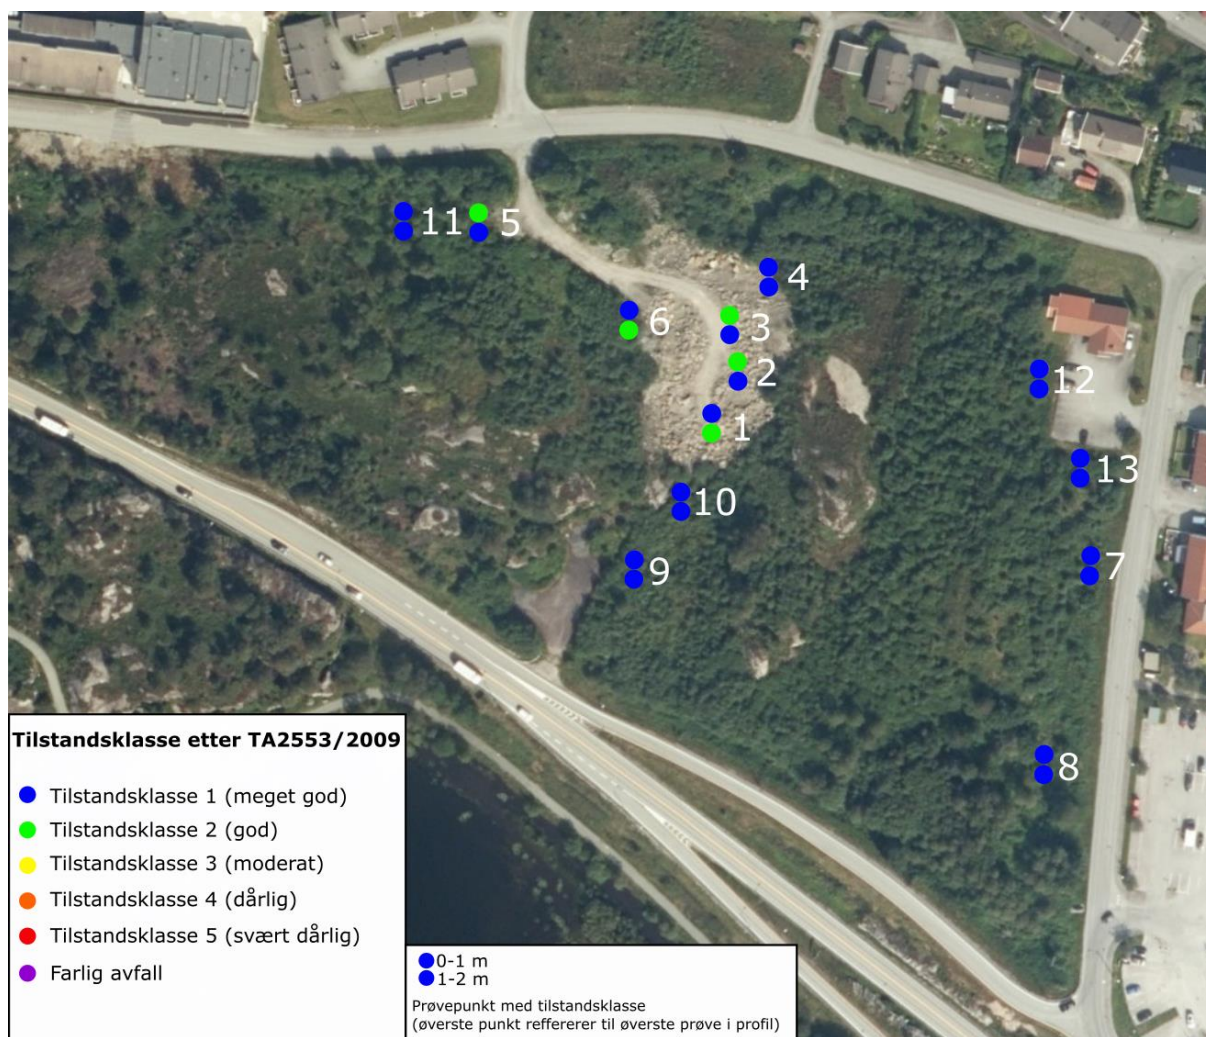 11
5
4
6
3
2
1
12
13
10
9
7
8
Tilstandsklasse etter TA2553/2009
Tilstandsklasse 1 (meget god)
Tilstandsklasse 2 (god)
Tilstandsklasse 3 (moderat)
Tilstandsklasse 4 (dårlig)
Tilstandsklasse 5 (svært dårlig)
Farlig avfall
0-1 m
1-2 m
Prøvepunkt med tilstandsklasse
(øverste punkt reffererer til øverste prøve i profil)